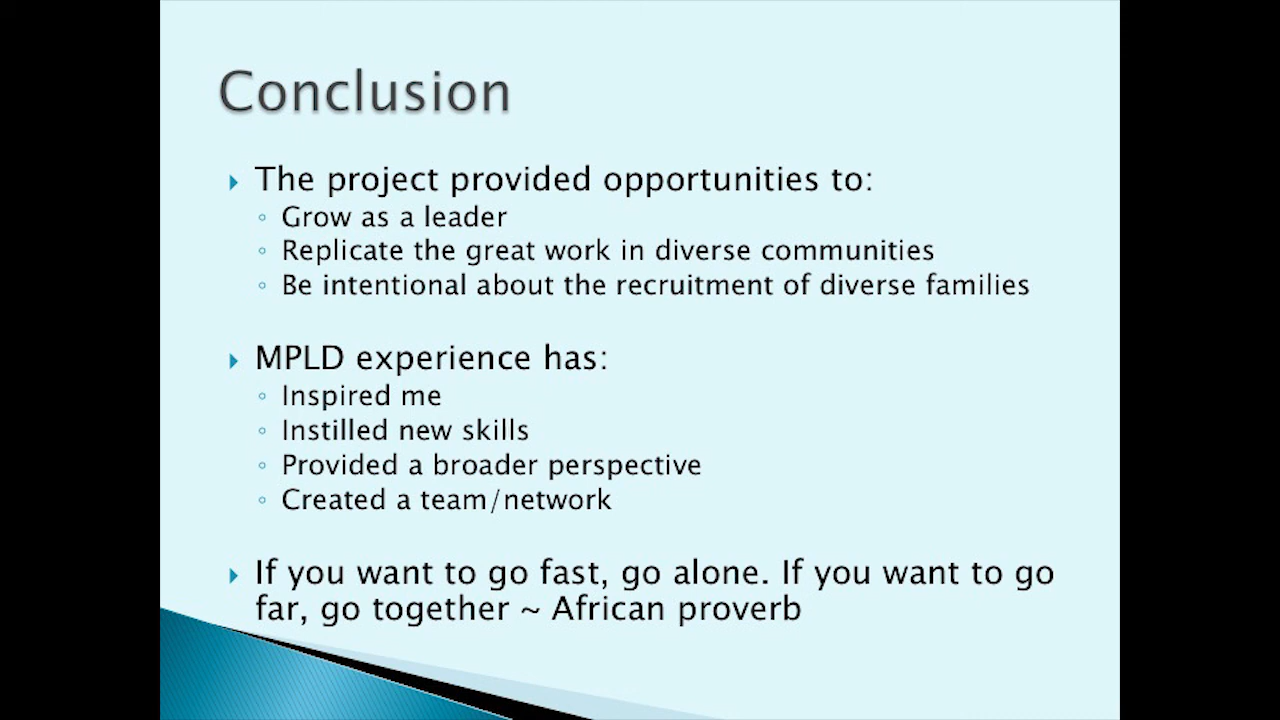 Conclusion
The project provided opportunities to:
Grow as a leader
Replicate the great work in diverse communities
Be intentional about the recruitment of diverse families
MPLD experience has:
Inspired me
Instilled new skills
Provided a broader perspective
Created a team/network
If you want to go fast, go alone. If you want to go
far, go together ~ African proverb